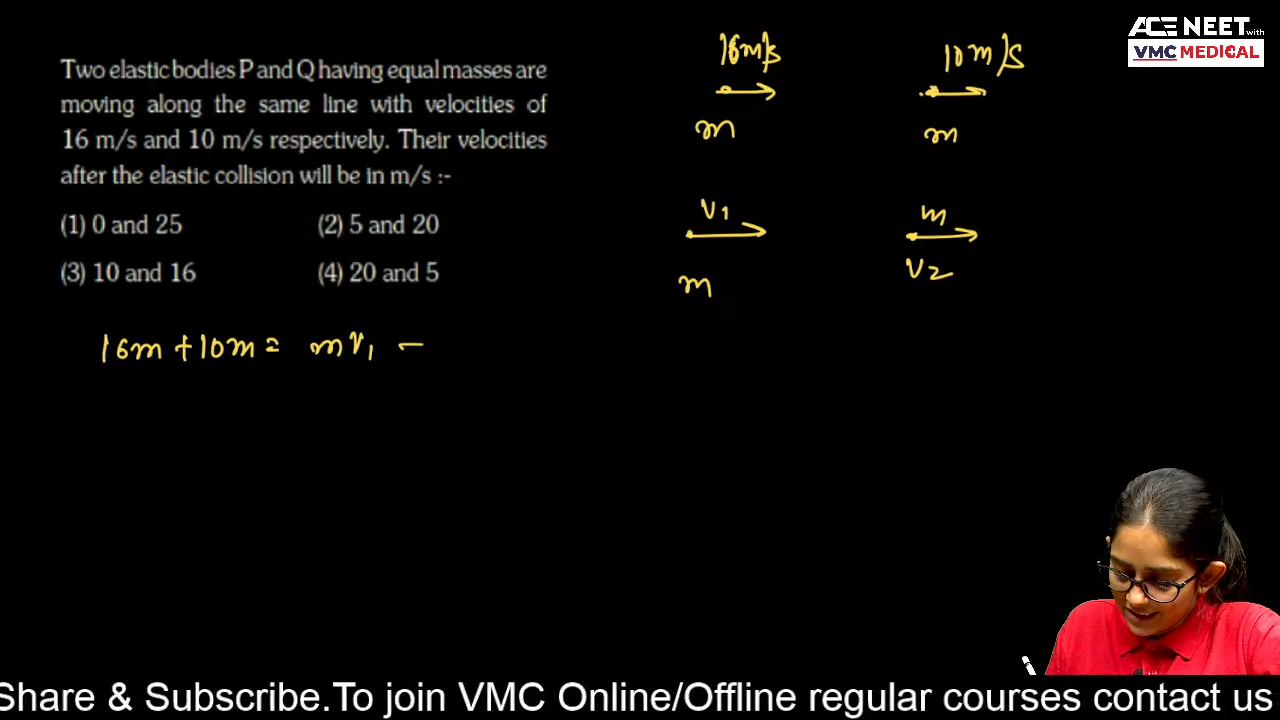 ACE NEET with
VMC MEDICAL
Two elastic bodies P and Q having equal masses are
moving along the same line with velocities of
16 m/s and 10 m/s respectively. Their velocities
after the elastic collision will be in m/s :-
(1) 0 and 25 (2) 5 and 20
(3) 10 and 16 (4) 20 and 5
16m + 10m = mv₁ –
16m/s 10m/s
m m
v1 m
m v2
Share & Subscribe.To join VMC Online/Offline regular courses contact us